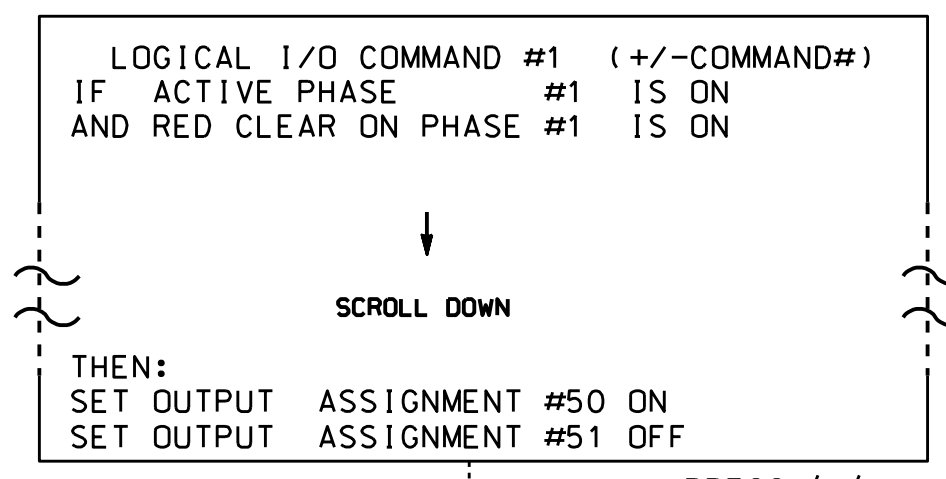 LOGICAL I/O COMMAND #1 (+/-COMMAND#)
IF ACTIVE PHASE #1 IS ON
AND RED CLEAR ON PHASE #1 IS ON
SCROLL DOWN
THEN:
SET OUTPUT ASSIGNMENT #50 ON
SET OUTPUT ASSIGNMENT #51 OFF